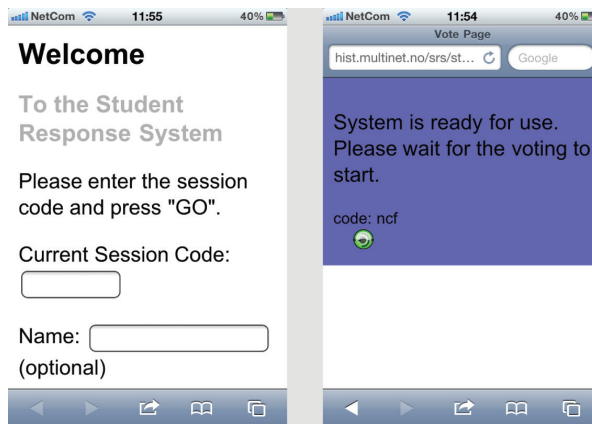 NetCom 11:55 40%
Welcome
To the Student
Response System
Please enter the session
code and press "GO".
Current Session Code:
Name:
(optional)
NetCom 11:54 40%
Vote Page
hist.multinet.no/srs/st... Google
System is ready for use.
Please wait for the voting to
start.
code: ncf